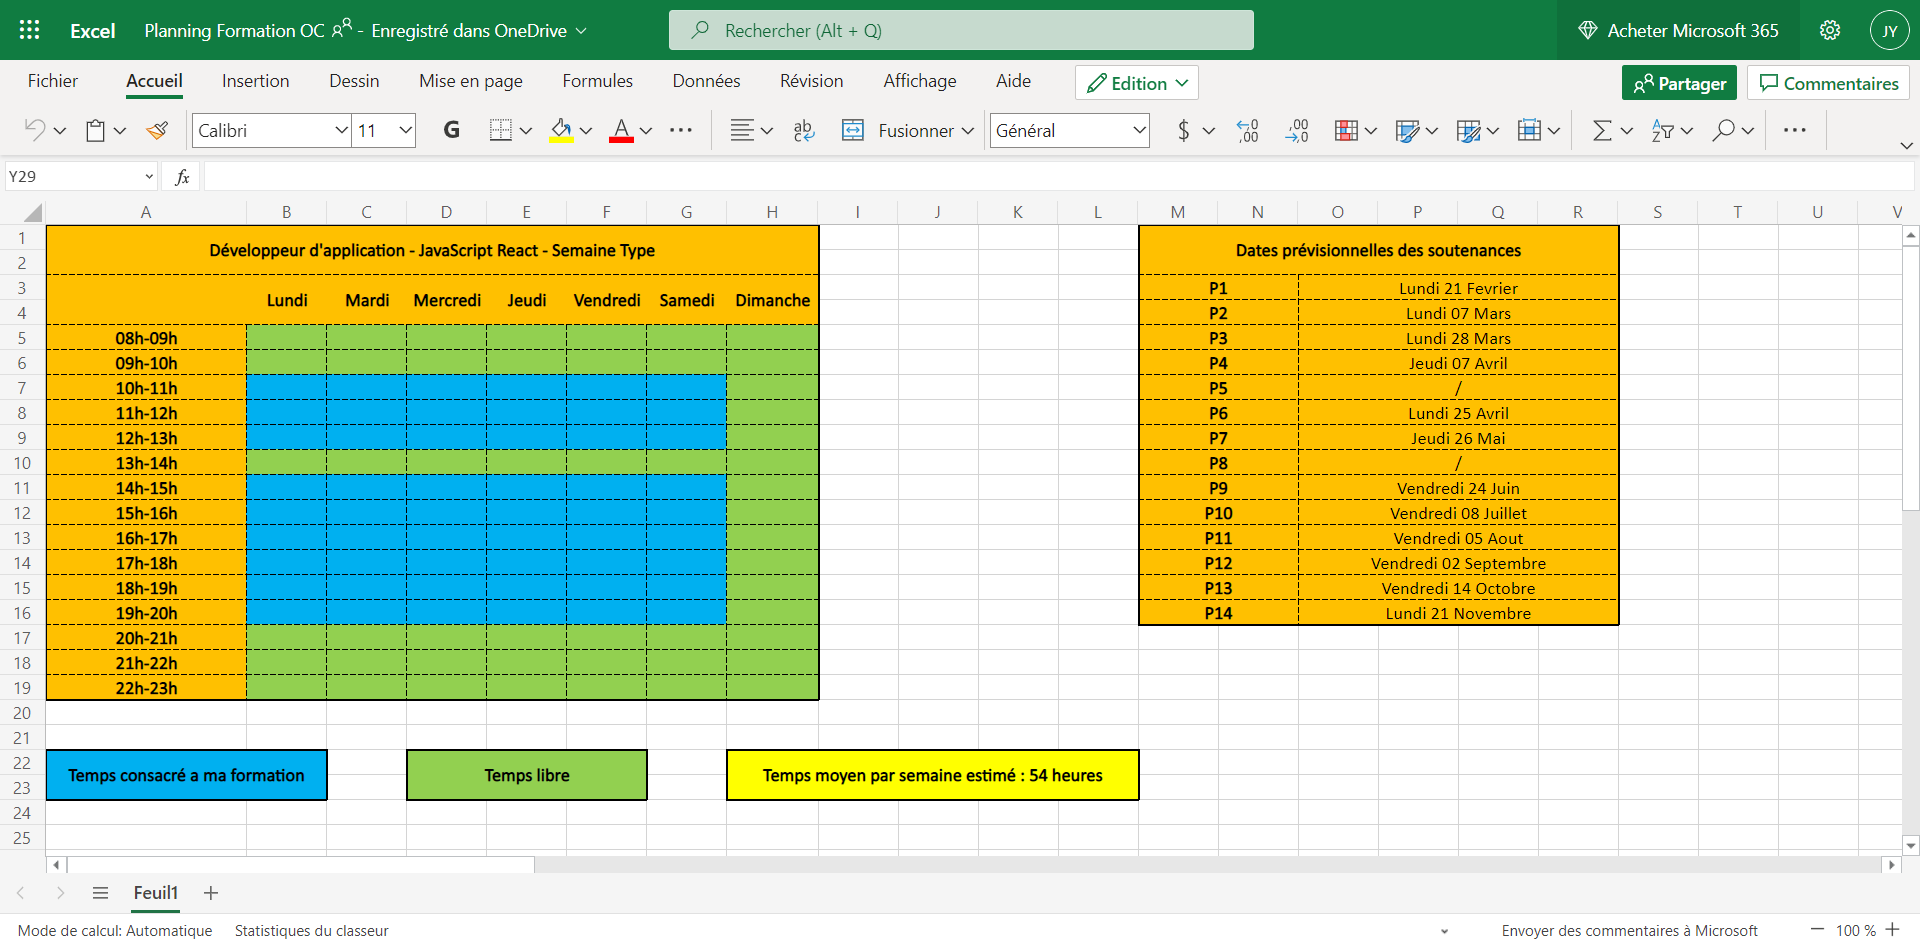 Excel
Planning Formation OC - Enregistré dans OneDrive
Rechercher (Alt + Q)
Acheter Microsoft 365
JY
Fichier Accueil Insertion Dessin Mise en page Formules Données Révision Affichage Aide Edition Partager Commentaires
Calibri 11 G Fusionner Général
Y29 fx
A B C D E F G H I J K L M N O P Q R S T U V
1
2
3
4
5
6
7
8
9
10
11
12
13
14
15
16
17
18
19
20
21
22
23
24
25
Développeur d'application - JavaScript React - Semaine Type
Lundi Mardi Mercredi Jeudi Vendredi Samedi Dimanche
08h-09h
09h-10h
10h-11h
11h-12h
12h-13h
13h-14h
14h-15h
15h-16h
16h-17h
17h-18h
18h-19h
19h-20h
20h-21h
21h-22h
22h-23h
Dates prévisionnelles des soutenances
P1 Lundi 21 Fevrier
P2 Lundi 07 Mars
P3 Lundi 28 Mars
P4 Jeudi 07 Avril
P5 /
P6 Lundi 25 Avril
P7 Jeudi 26 Mai
P8 /
P9 Vendredi 24 Juin
P10 Vendredi 08 Juillet
P11 Vendredi 05 Aout
P12 Vendredi 02 Septembre
P13 Vendredi 14 Octobre
P14 Lundi 21 Novembre
Temps consacré a ma formation
Temps libre
Temps moyen par semaine estimé : 54 heures
Feuil1
Mode de calcul: Automatique Statistiques du classeur
Envoyer des commentaires à Microsoft
100 %